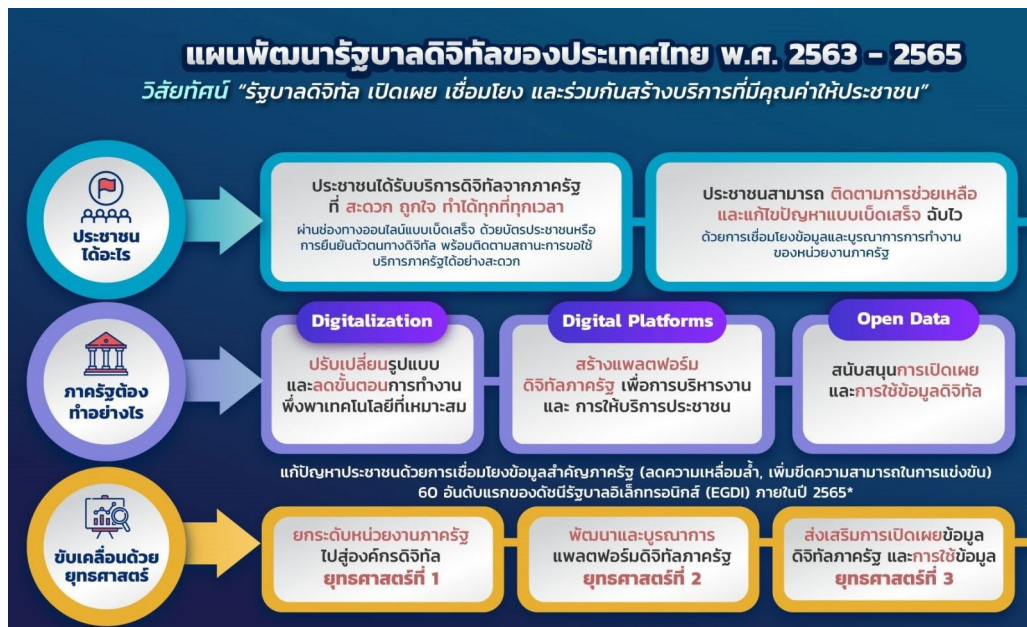 แผนพัฒนารัฐบาลดิจิทัลของประเทศไทย พ.ศ. 2563 - 2565
วิสัยทัศน์ “รัฐบาลดิจิทัล เปิดเผย เชื่อมโยง และร่วมกันสร้างบริการที่มีคุณค่าให้ประชาชน”
ประชาชน
ได้อะไร
ประชาชนได้รับบริการดิจิทัลจากภาครัฐ
ที่ สะดวก ถูกใจ ทำได้ทุกที่ทุกเวลา
ผ่านช่องทางออนไลน์แบบเบ็ดเสร็จ ด้วยบัตรประชาชนหรือ
การยืนยันตัวตนทางดิจิทัล พร้อมติดตามสถานะการขอใช้
บริการภาครัฐได้อย่างสะดวก
ประชาชนสามารถ ติดตามการช่วยเหลือ
และแก้ไขปัญหาแบบเบ็ดเสร็จ ฉับไว
ด้วยการเชื่อมโยงข้อมูลและบูรณาการการทำงาน
ของหน่วยงานภาครัฐ
ภาครัฐต้อง
ทำอย่างไร
Digitalization
ปรับเปลี่ยนรูปแบบ
และลดขั้นตอนการทำงาน
พึ่งพาเทคโนโลยีที่เหมาะสม
Digital Platforms
สร้างแพลตฟอร์ม
ดิจิทัลภาครัฐ เพื่อการบริหารงาน
และ การให้บริการประชาชน
Open Data
สนับสนุนการเปิดเผย
และการใช้ข้อมูลดิจิทัล
แก้ปัญหาประชาชนด้วยการเชื่อมโยงข้อมูลสำคัญภาครัฐ (ลดความเหลื่อมล้ำ, เพิ่มขีดความสามารถในการแข่งขัน)
60 อันดับแรกของดัชนีรัฐบาลอิเล็กทรอนิกส์ (EGDI) ภายในปี 2565*
ขับเคลื่อนด้วย
ยุทธศาสตร์
ยกระดับหน่วยงานภาครัฐ
ไปสู่องค์กรดิจิทัล
ยุทธศาสตร์ที่ 1
พัฒนาและบูรณาการ
แพลตฟอร์มดิจิทัลภาครัฐ
ยุทธศาสตร์ที่ 2
ส่งเสริมการเปิดเผยข้อมูล
ดิจิทัลภาครัฐ และการใช้ข้อมูล
ยุทธศาสตร์ที่ 3